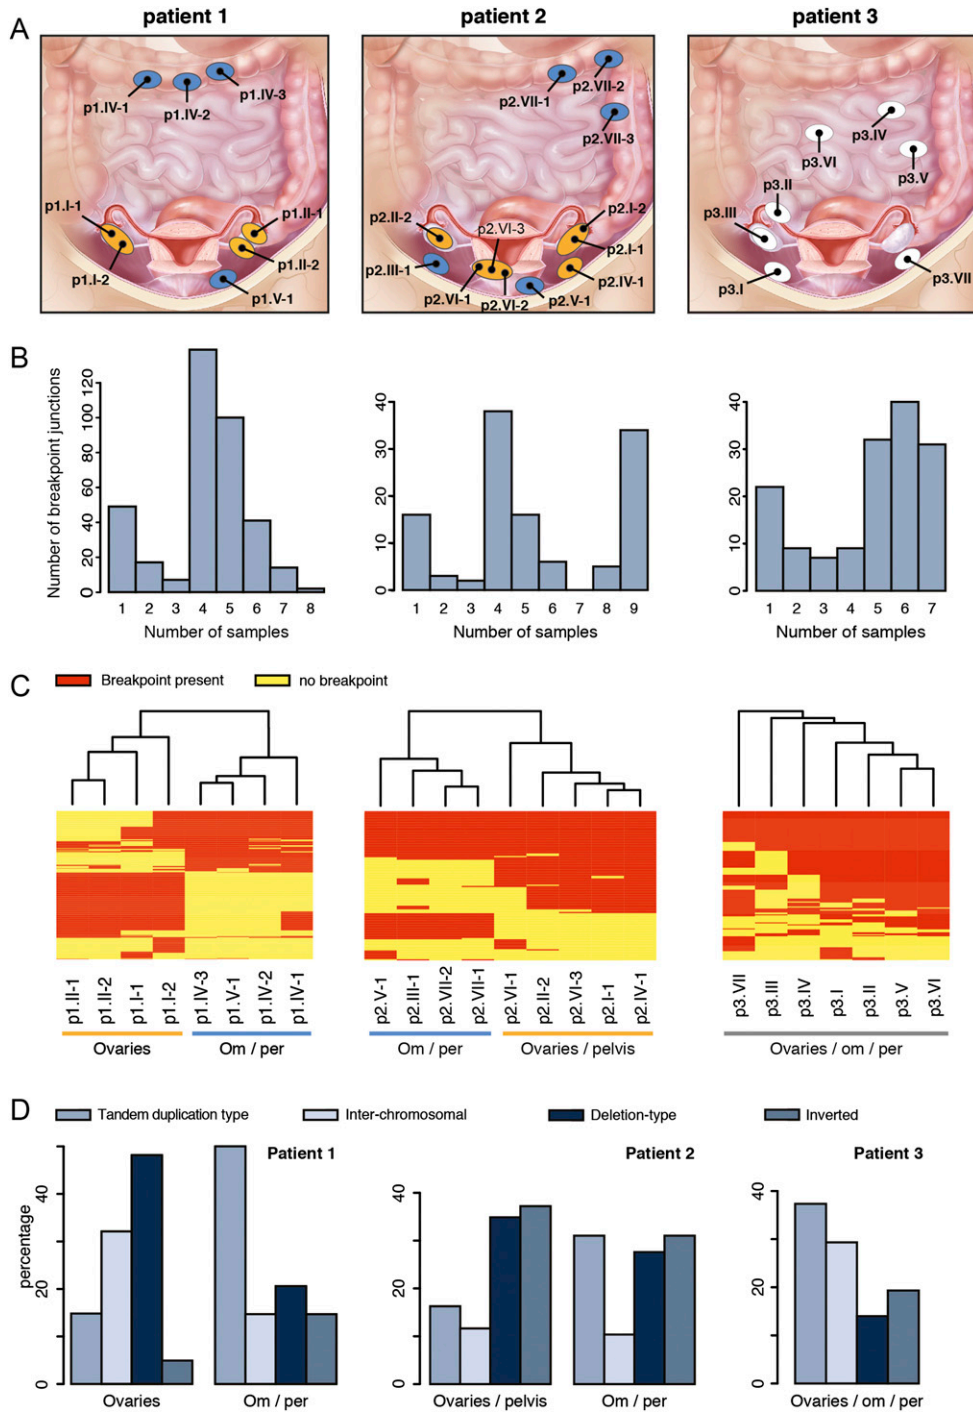 A
patient 1
patient 2
patient 3
p1.IV-1
p1.IV-2
p1.IV-3
p1.I-1
p1.I-2
p1.II-1
p1.II-2
p1.V-1
p2.VII-1
p2.VII-2
p2.VII-3
p2.II-2
p2.VI-3
p2.I-2
p2.III-1
p2.I-1
p2.VI-1
p2.VI-2
p2.V-1
p2.IV-1
p3.IV
p3.VI
p3.V
p3.II
p3.III
p3.I
p3.VII
B
Number of breakpoint junctions
0 20 40 60 80 100 120
1 2 3 4 5 6 7 8
Number of samples
0 10 20 30 40
1 2 3 4 5 6 7 8 9
Number of samples
0 10 20 30 40
1 2 3 4 5 6 7
Number of samples
C
Breakpoint present
no breakpoint
p1.II-1 p1.II-2 p1.I-1 p1.I-2 p1.IV-3 p1.V-1 p1.IV-2 p1.IV-1
Ovaries Om / per
p2.V-1 p2.III-1 p2.VII-2 p2.VII-1 p2.VI-1 p2.II-2 p2.VI-3 p2.I-1 p2.IV-1
Om / per Ovaries / pelvis
p3.VII p3.III p3.IV p3.I p3.II p3.V p3.VI
Ovaries / om / per
D
Tandem duplication type
Inter-chromosomal
Deletion-type
Inverted
Patient 1
percentage
0 20 40
Ovaries
0 20 40
Om / per
Patient 2
0 20 40
Ovaries / pelvis
0 20 40
Om / per
Patient 3
0 20 40
Ovaries / om / per